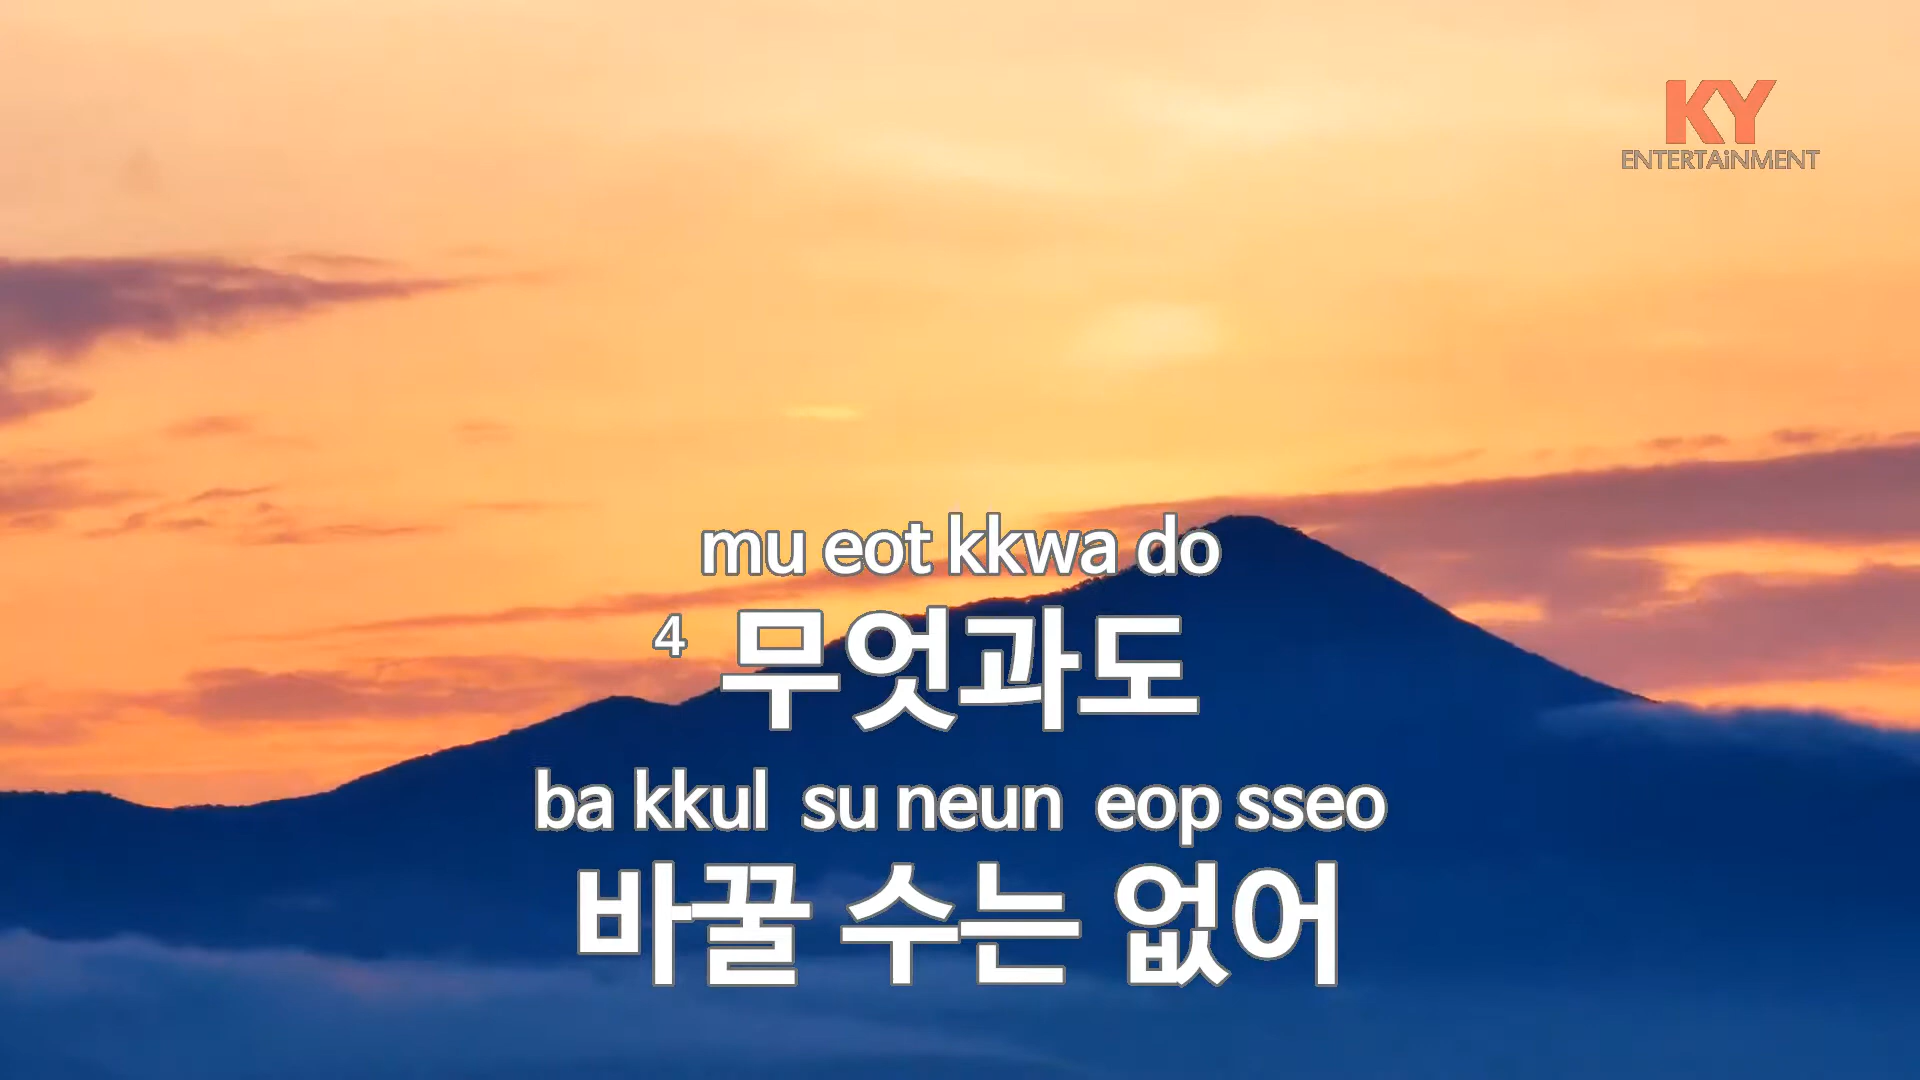 KY
ENTERTAiNMENT
mu eot kkwa do
4 무엇과도
ba kkul su neun eop sseo
바꿀 수는 없어